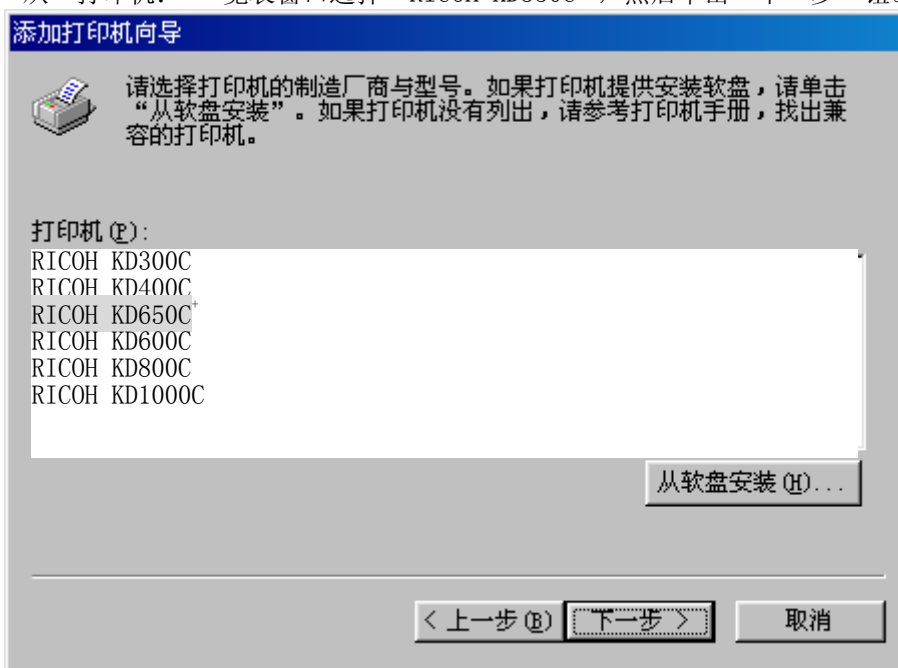 添加打印机向导
请选择打印机的制造厂商与型号。如果打印机提供安装软盘，请单击
“从软盘安装”。如果打印机没有列出，请参考打印机手册，找出兼
容的打印机。
打印机(P):
RICOH KD300C
RICOH KD400C
RICOH KD650C
RICOH KD600C
RICOH KD800C
RICOH KD1000C
从软盘安装(H)...
< 上一步(B) 下一步 > 取消